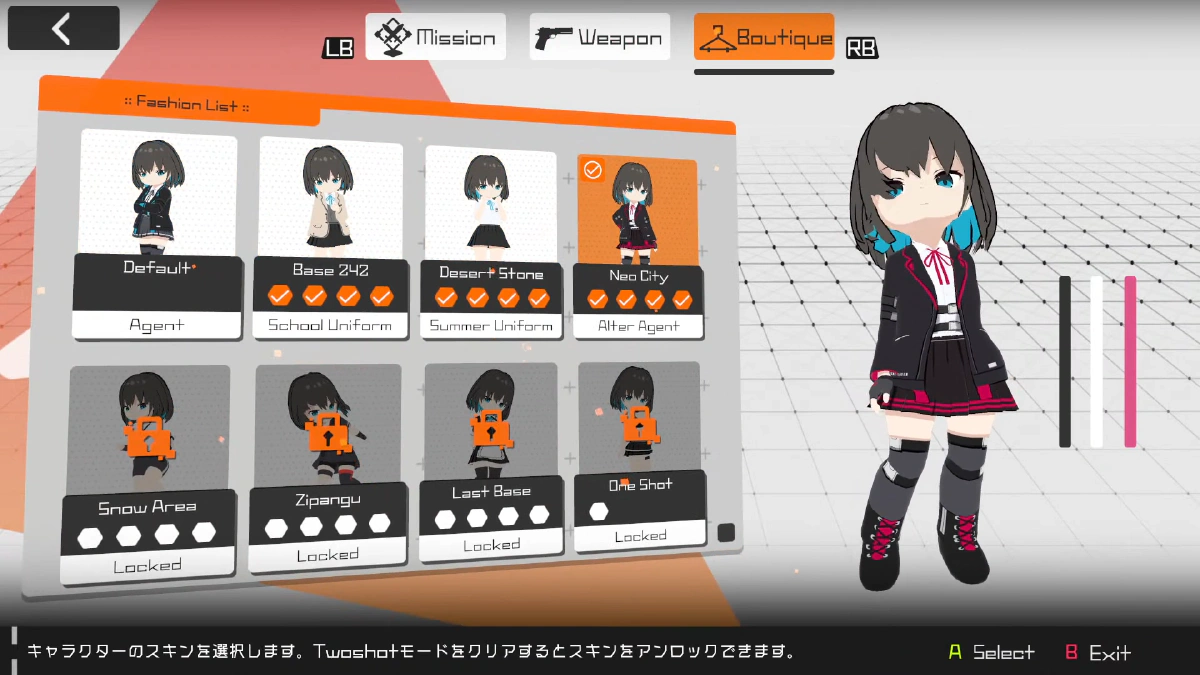 LB
Mission
Weapon
Boutique
RB
:: Fashion List ::
Default
Agent
Base 242
School Uniform
Desert Stone
Summer Uniform
Neo City
Alter Agent
Snow Area
Locked
Zipangu
Locked
Last Base
Locked
One Shot
Locked
キャラクターのスキンを選択します。Twoshotモードをクリアするとスキンをアンロックできます。
A Select
B Exit